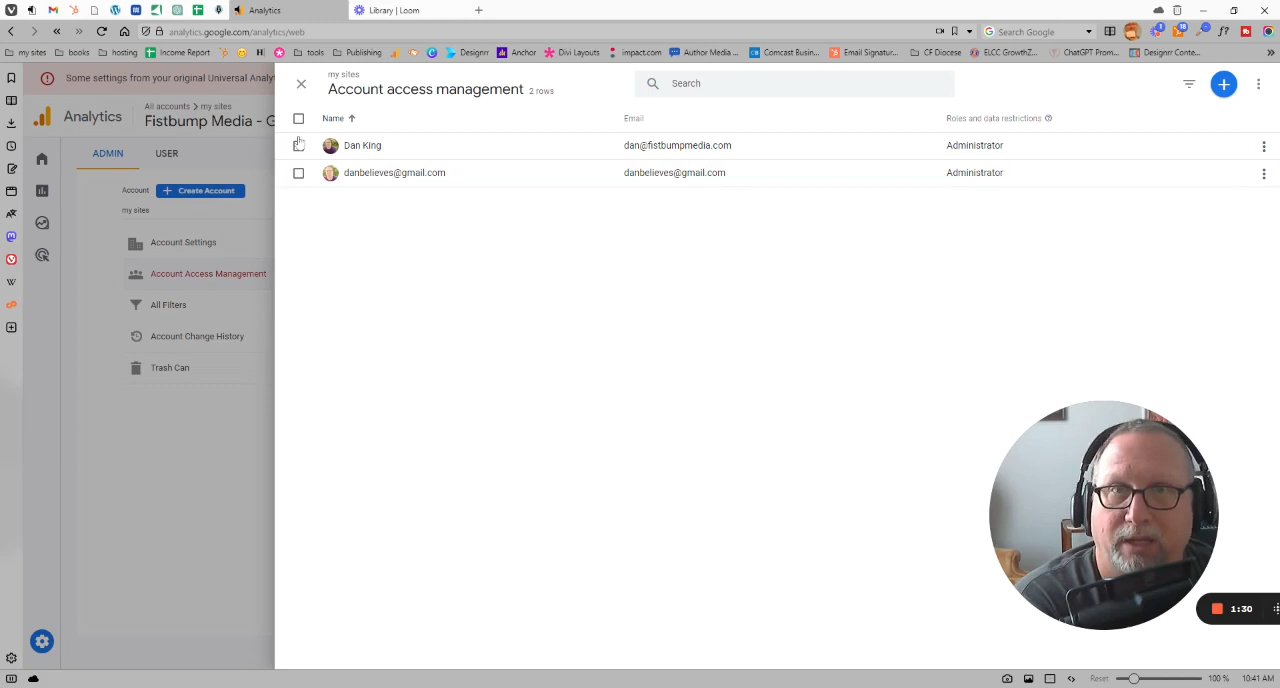 Analytics
Library | Loom
analytics.google.com/analytics/web
Search Google
my sites
books
hosting
Income Report
tools
Publishing
Designrr
Anchor
Divi Layouts
impact.com
Author Media ...
Comcast Busin...
Email Signatur...
CF Diocese
ELCC GrowthZ...
ChatGPT Prom...
Designrr Conte...
Some settings from your original Universal Analy
Analytics
All accounts > my sites
Fistbump Media - G
ADMIN
USER
Account
+ Create Account
my sites
Account Settings
Account Access Management
All Filters
Account Change History
Trash Can
my sites
Account access management 2 rows
Search
Name
Email
Roles and data restrictions
Dan King
dan@fistbumpmedia.com
Administrator
danbelieves@gmail.com
danbelieves@gmail.com
Administrator
1:30
Reset
100 %
10:41 AM